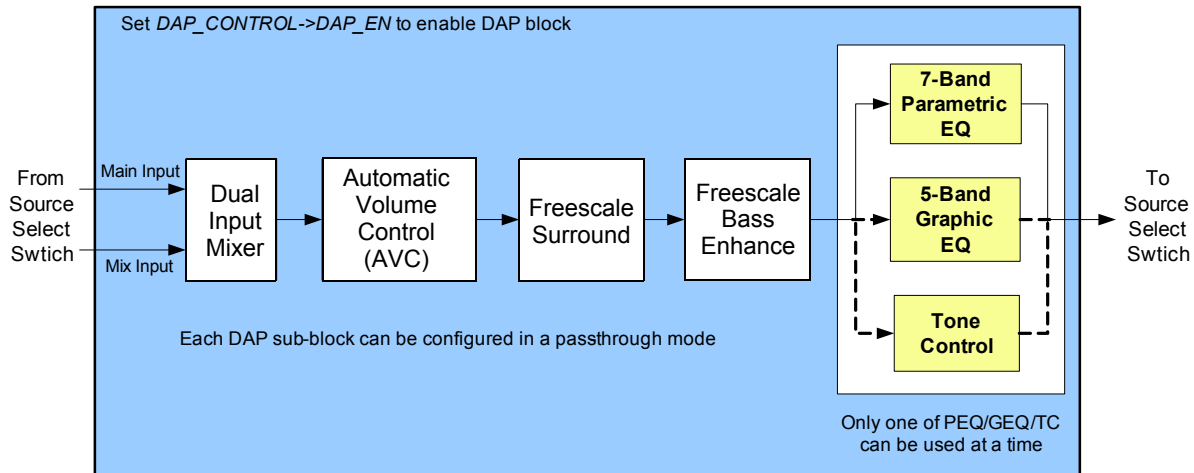 Set DAP_CONTROL->DAP_EN to enable DAP block
From
Source
Select
Swtich
Main Input
Mix Input
Dual
Input
Mixer
Automatic
Volume
Control
(AVC)
Freescale
Surround
Freescale
Bass
Enhance
7-Band
Parametric
EQ
5-Band
Graphic
EQ
Tone
Control
To
Source
Select
Swtich
Each DAP sub-block can be configured in a passthrough mode
Only one of PEQ/GEQ/TC
can be used at a time